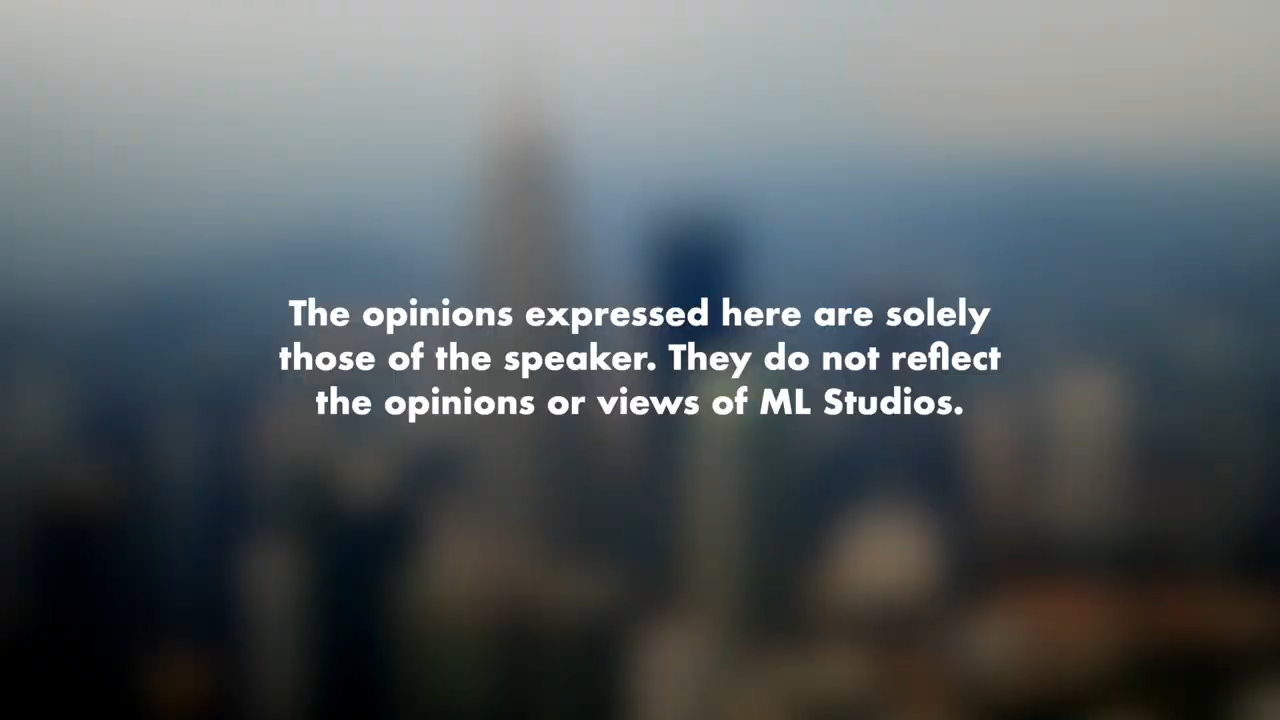 The opinions expressed here are solely
those of the speaker. They do not reflect
the opinions or views of ML Studios.